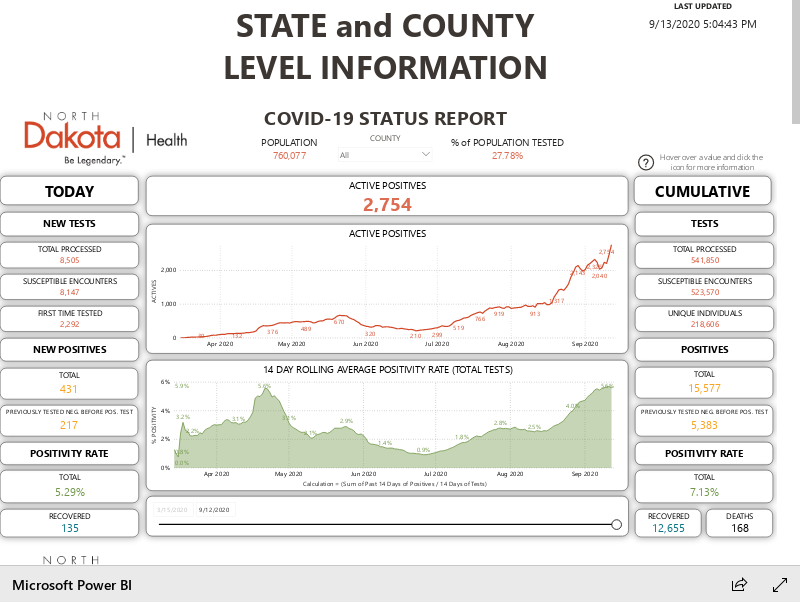 STATE and COUNTY
LEVEL INFORMATION
LAST UPDATED
9/13/2020 5:04:43 PM
NORTH
Dakota
Be Legendary.™
Health
COVID-19 STATUS REPORT
POPULATION
760,077
COUNTY
All
% of POPULATION TESTED
27.78%
?
Hover over a value and click the
icon for more information
TODAY
NEW TESTS
TOTAL PROCESSED
8,505
SUSCEPTIBLE ENCOUNTERS
8,147
FIRST TIME TESTED
2,292
NEW POSITIVES
TOTAL
431
PREVIOUSLY TESTED NEG. BEFORE POS. TEST
217
POSITIVITY RATE
TOTAL
5.29%
RECOVERED
135
ACTIVE POSITIVES
2,754
ACTIVE POSITIVES
ACTIVES
2,000
1,000
0
132
376
489
670
320
210
299
519
766
919
913
1317
2,143
2,040
2,754
Apr 2020
May 2020
Jun 2020
Jul 2020
Aug 2020
Sep 2020
14 DAY ROLLING AVERAGE POSITIVITY RATE (TOTAL TESTS)
% POSITIVITY
6%
4%
2%
0%
5.9%
3.2%
0.0%
3.1%
5.6%
2.9%
1.4%
0.9%
1.8%
2.8%
2.5%
4.0%
5.6%
Apr 2020
May 2020
Jun 2020
Jul 2020
Aug 2020
Sep 2020
Calculation = (Sum of Past 14 Days of Positives / 14 Days of Tests)
3/15/2020
9/12/2020
CUMULATIVE
TESTS
TOTAL PROCESSED
541,850
SUSCEPTIBLE ENCOUNTERS
523,570
UNIQUE INDIVIDUALS
218,606
POSITIVES
TOTAL
15,577
PREVIOUSLY TESTED NEG. BEFORE POS. TEST
5,383
POSITIVITY RATE
TOTAL
7.13%
RECOVERED
12,655
DEATHS
168
NORTH
Microsoft Power BI